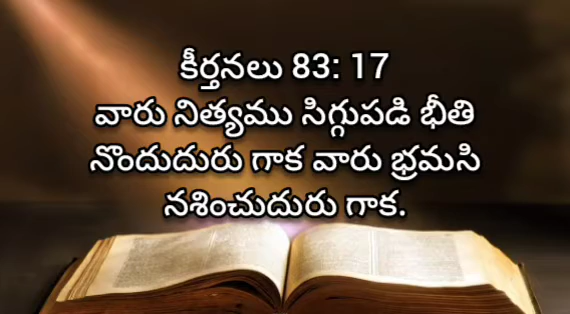 కీర్తనలు 83: 17
వారు నిత్యము సిగ్గుపడి భీతి
నొందుదురు గాక వారు భ్రమసి
నశించుదురు గాక.